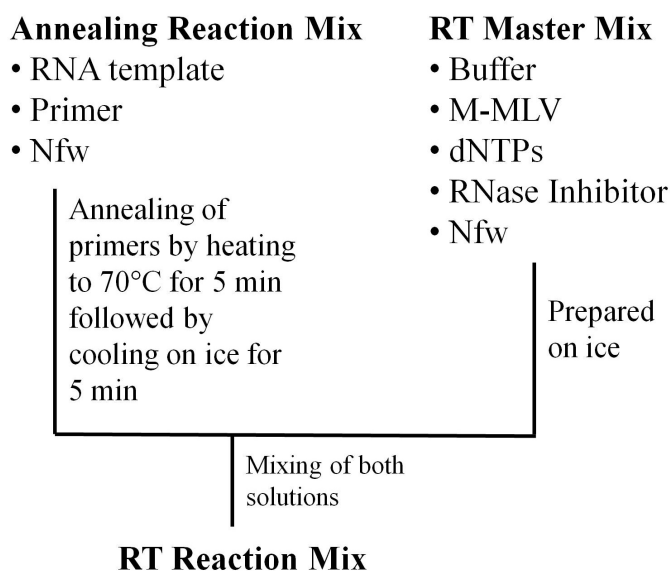 Annealing Reaction Mix
• RNA template
• Primer
• Nfw
Annealing of
primers by heating
to 70°C for 5 min
followed by
cooling on ice for
5 min
RT Master Mix
• Buffer
• M-MLV
• dNTPs
• RNase Inhibitor
• Nfw
Prepared
on ice
Mixing of both
solutions
RT Reaction Mix